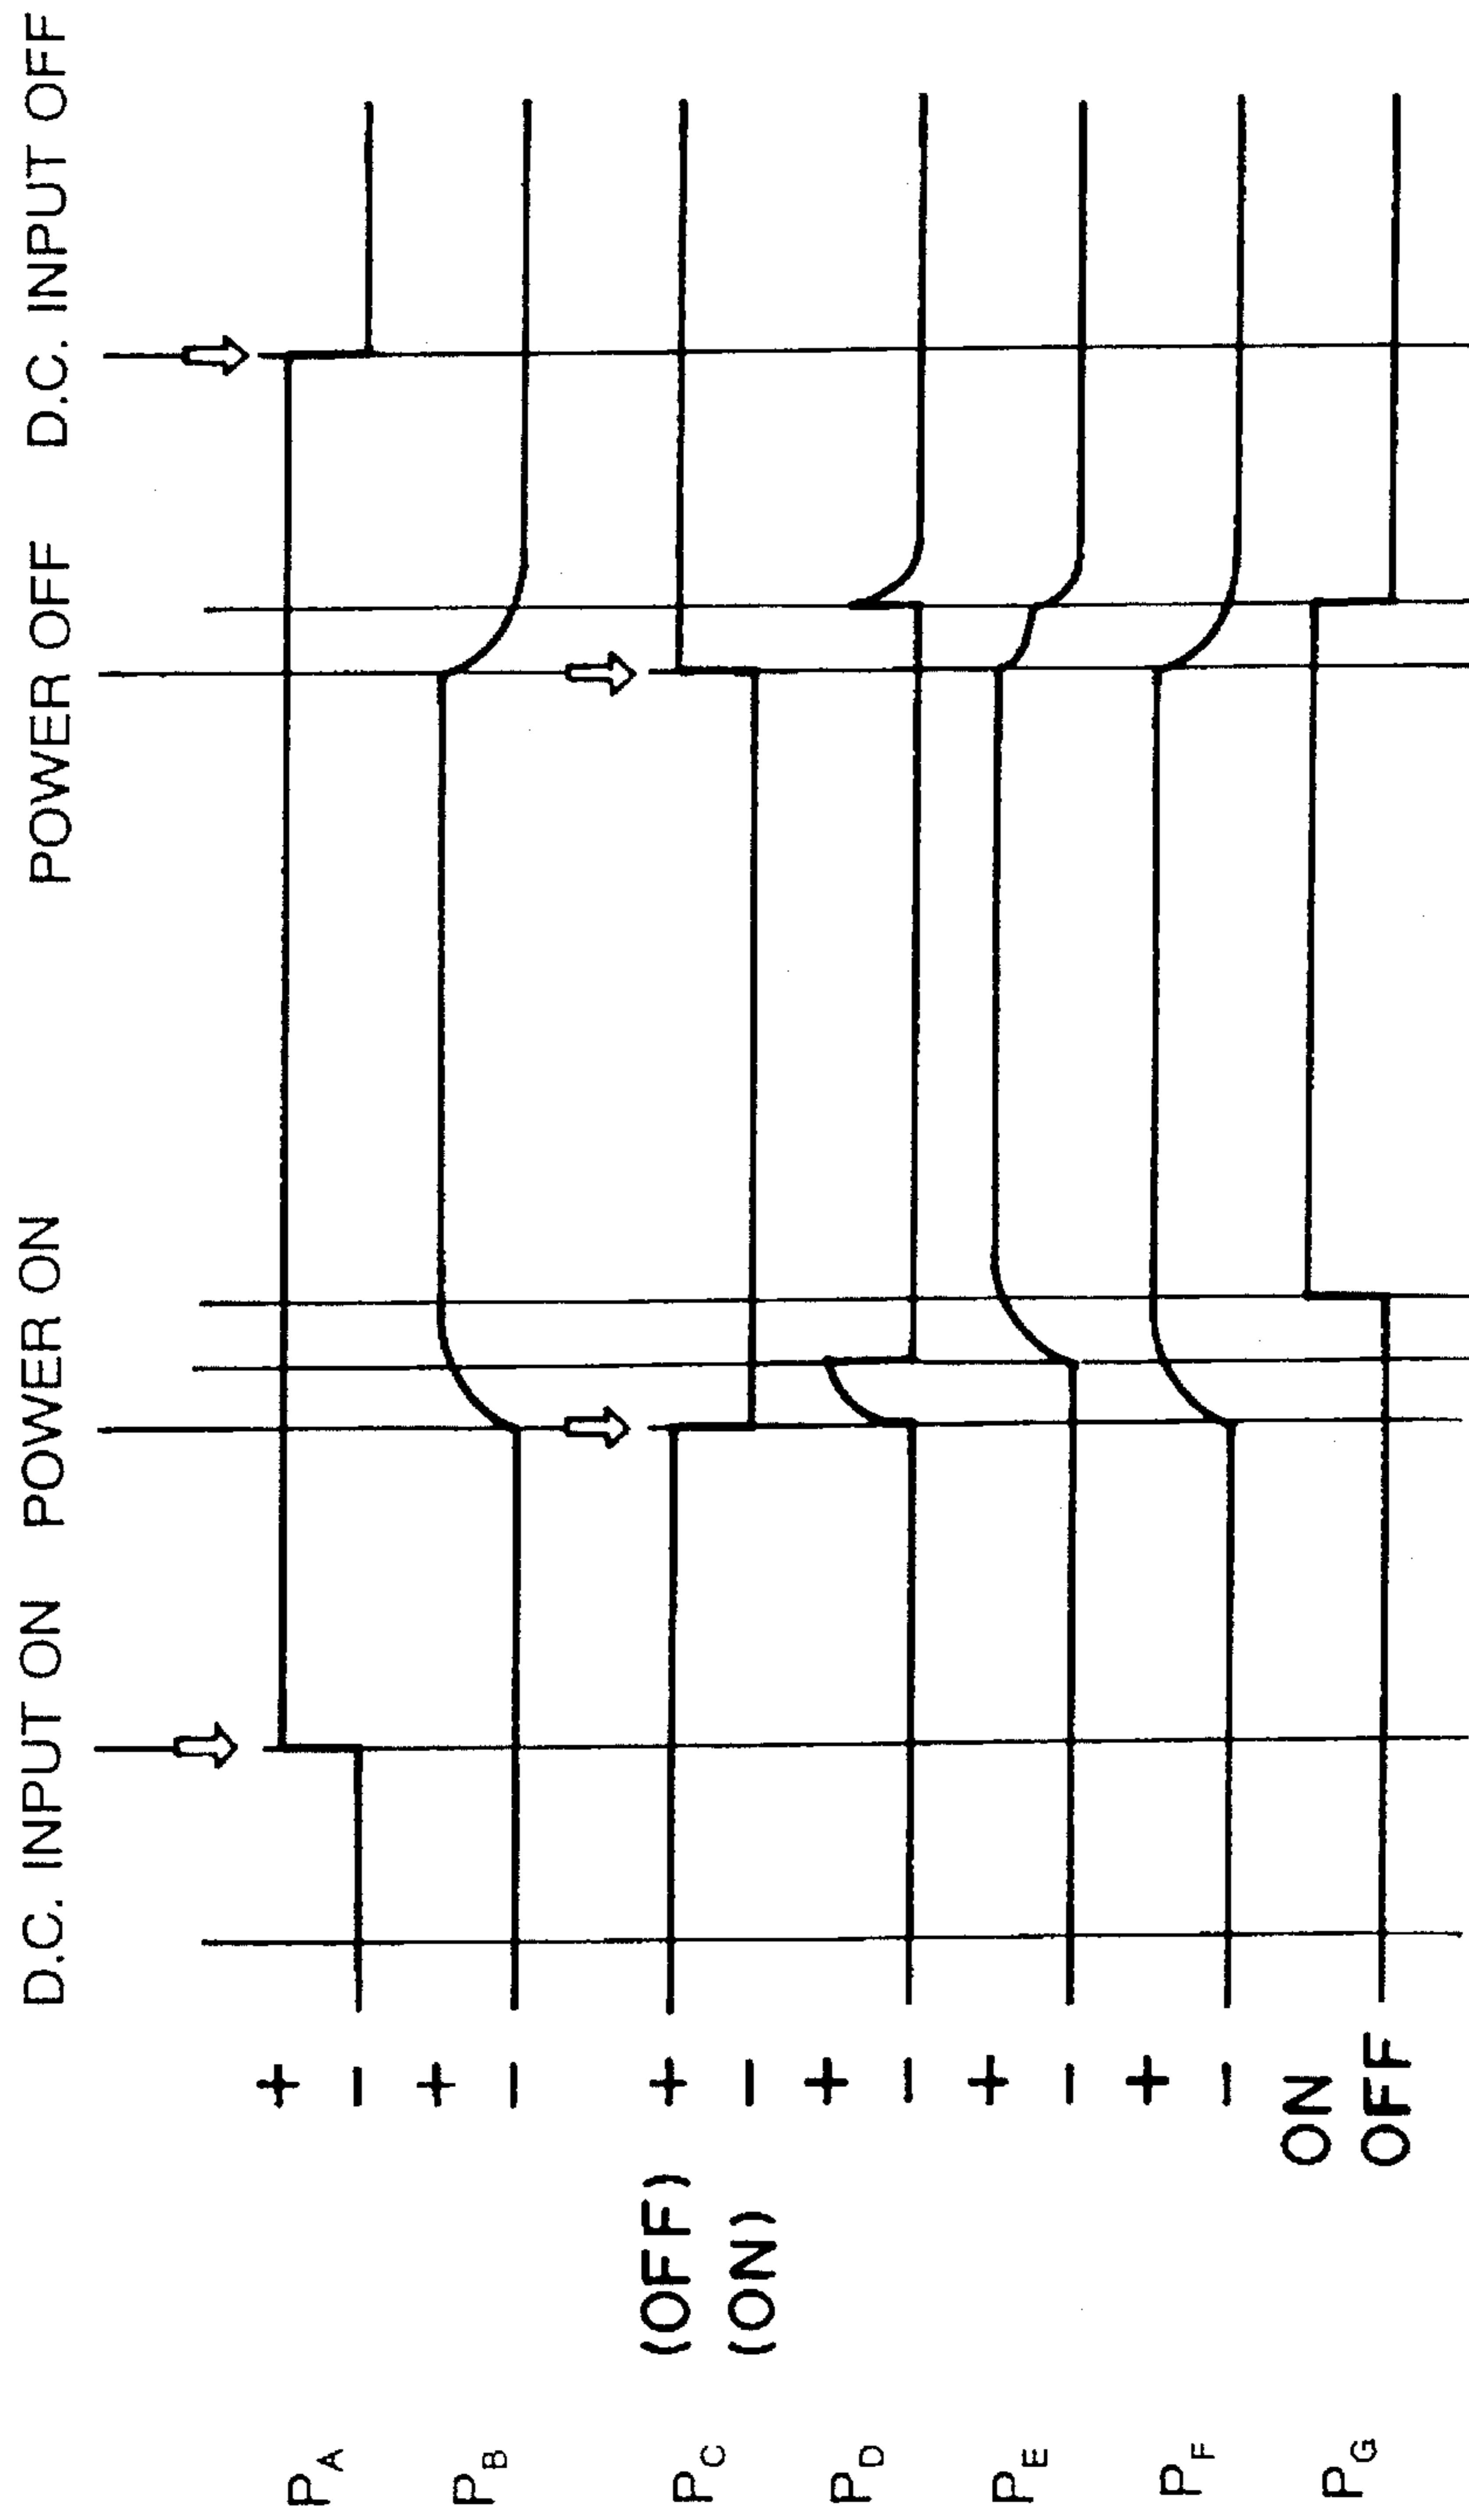 D.C. INPUT ON POWER ON POWER OFF D.C. INPUT OFF
P_A +
−
P_B +
−
P_C (OFF) +
(ON) −
P_D +
−
P_E +
−
P_F +
−
P_G ON
OFF